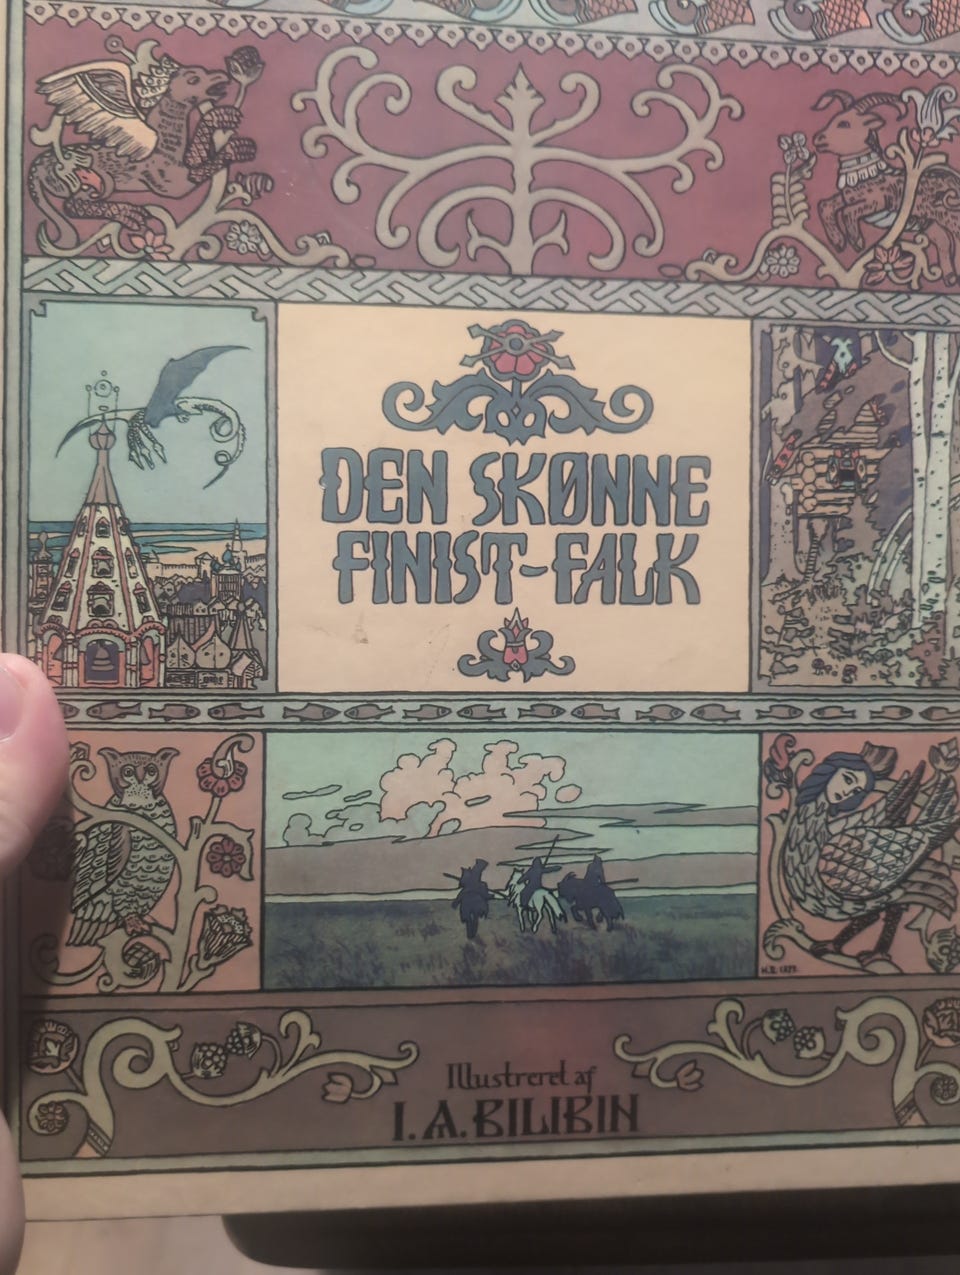 DEN SKØNNE
FINIST-FALK
Illustreret af
I. A. BILIBIN